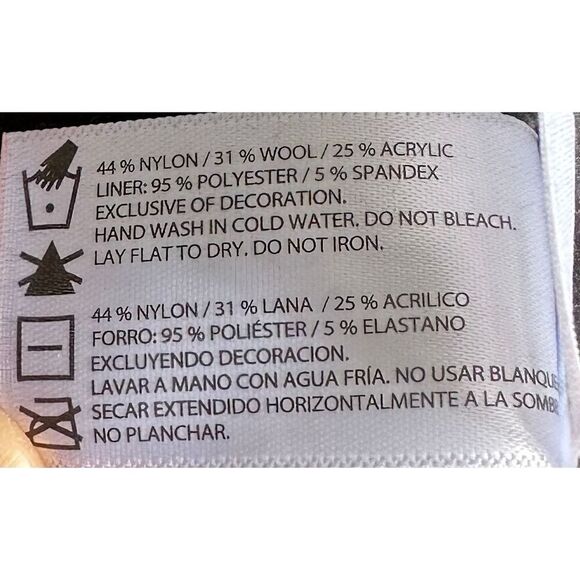 44 % NYLON / 31 % WOOL / 25 % ACRYLIC
LINER: 95 % POLYESTER / 5 % SPANDEX
EXCLUSIVE OF DECORATION.
HAND WASH IN COLD WATER. DO NOT BLEACH.
LAY FLAT TO DRY. DO NOT IRON.
44 % NYLON / 31 % LANA / 25 % ACRILICO
FORRO: 95 % POLIÉSTER / 5 % ELASTANO
EXCLUYENDO DECORACION.
LAVAR A MANO CON AGUA FRÍA. NO USAR
SECAR EXTENDIDO HORIZONTALMENTE A LA
NO PLANCHAR.